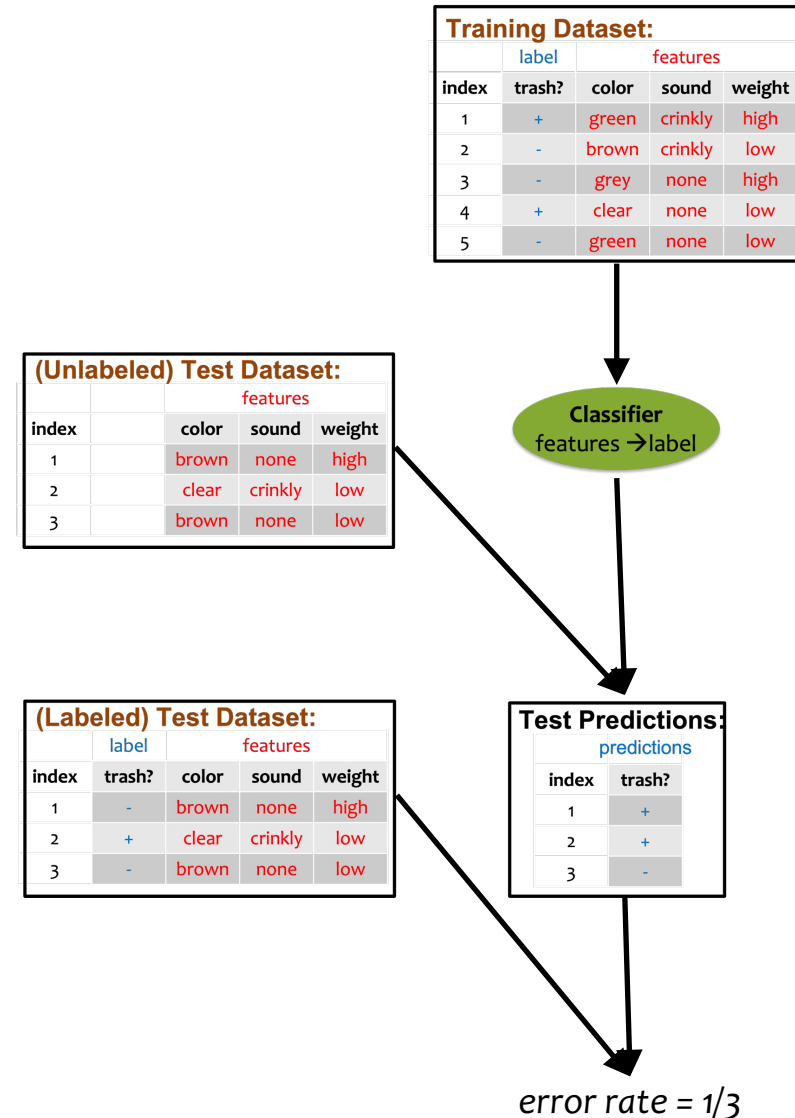 Training Dataset:
label features
index trash? color sound weight
1 + green crinkly high
2 - brown crinkly low
3 - grey none high
4 + clear none low
5 - green none low
(Unlabeled) Test Dataset:
features
index color sound weight
1 brown none high
2 clear crinkly low
3 brown none low
Classifier
features →label
(Labeled) Test Dataset:
label features
index trash? color sound weight
1 - brown none high
2 + clear crinkly low
3 - brown none low
Test Predictions:
predictions
index trash?
1 +
2 +
3 -
error rate = 1/3